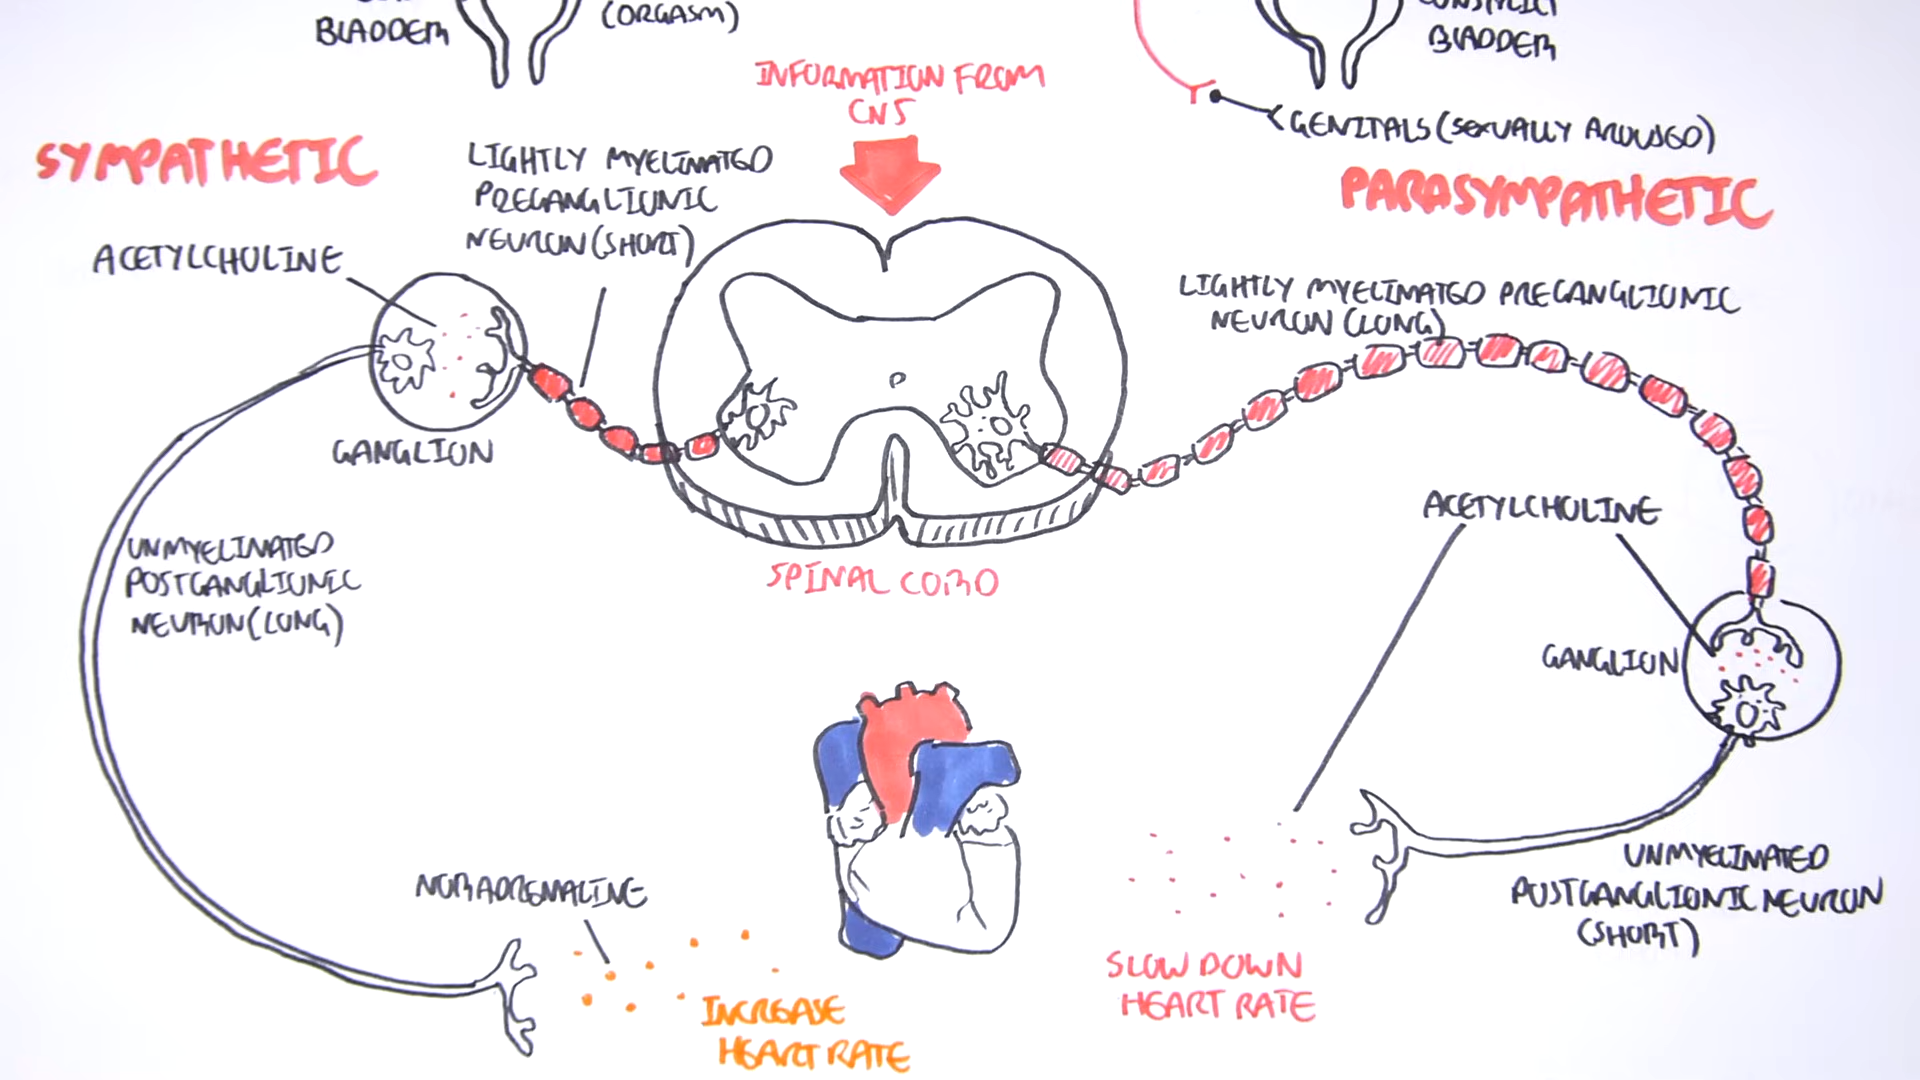 (ORGASM)
BLADDER
BLADDER
INFORMATION FROM
CNS
GENITALS (SEXUALLY AROUSED)
SYMPATHETIC
LIGHTLY MYELINATED
PREGANGLIONIC
NEURON (SHORT)
PARASYMPATHETIC
ACETYLCHOLINE
LIGHTLY MYELINATED PREGANGLIONIC
NEURON (LONG)
GANGLION
ACETYLCHOLINE
UNMYELINATED
POSTGANGLIONIC
NEURON (LONG)
SPINAL CORD
GANGLION
NORADRENALINE
UNMYELINATED
POSTGANGLIONIC NEURON
(SHORT)
SLOW DOWN
HEART RATE
INCREASE
HEART RATE